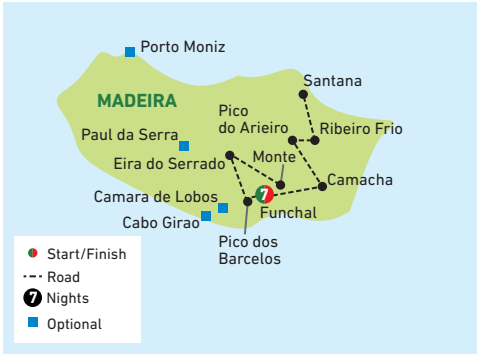 Porto Moniz
Santana
MADEIRA
Pico
do Arieiro
Ribeiro Frio
Paul da Serra
Eira do Serrado
Monte
Camacha
Camara de Lobos
7
Funchal
Cabo Girao
Pico dos
Barcelos
Start/Finish
Road
7 Nights
Optional